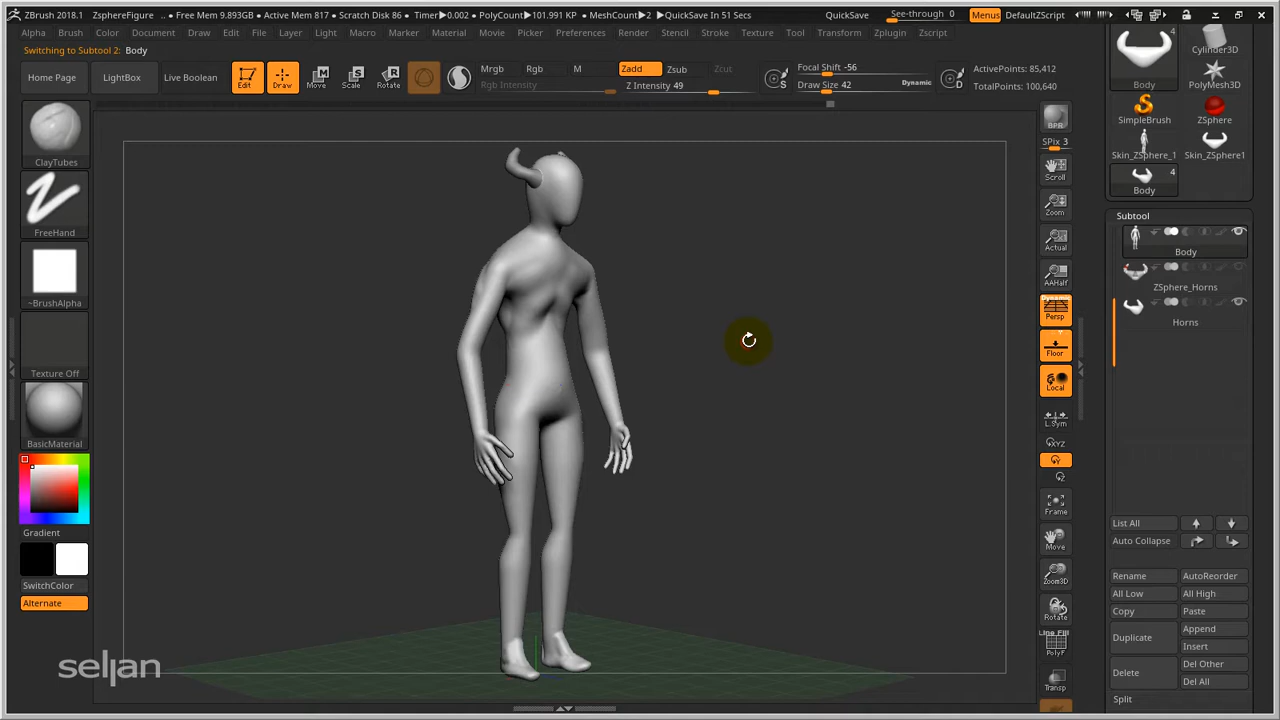 ZBrush 2018.1 ZsphereFigure .. Free Mem 9.893GB • Active Mem 817 • Scratch Disk 86 • Timer▶0.002 • PolyCount▶101.991 KP • MeshCount▶2 ▶QuickSave In 51 Secs QuickSave See-through 0 Menus DefaultZScript
Alpha Brush Color Document Draw Edit File Layer Light Macro Marker Material Movie Picker Preferences Render Stencil Stroke Texture Tool Transform Zplugin Zscript
Switching to Subtool 2: Body
Home Page LightBox Live Boolean Edit Draw Move Scale Rotate
Mrgb Rgb M Zadd Zsub Zcut
Rgb Intensity Z Intensity 49
Focal Shift -56
Draw Size 42 Dynamic
S D
ActivePoints: 85,412
TotalPoints: 100,640
ClayTubes
FreeHand
~BrushAlpha
Texture Off
BasicMaterial
Gradient
SwitchColor
Alternate
seljan
BPR
SPix 3
Scroll
Zoom
Actual
AAHalf
Persp
Floor
Local
L.Sym
XYZ
Y
Z
Frame
Move
Zoom3D
Rotate
Line Fill
PolyF
Transp
4
Body
Cylinder3D
PolyMesh3D
SimpleBrush ZSphere
Skin_ZSphere_1 Skin_ZSphere1
4
Body
Subtool
Body
ZSphere_Horns
Horns
List All
Auto Collapse
Rename AutoReorder
All Low All High
Copy Paste
Duplicate Append
Insert
Delete Del Other
Del All
Split